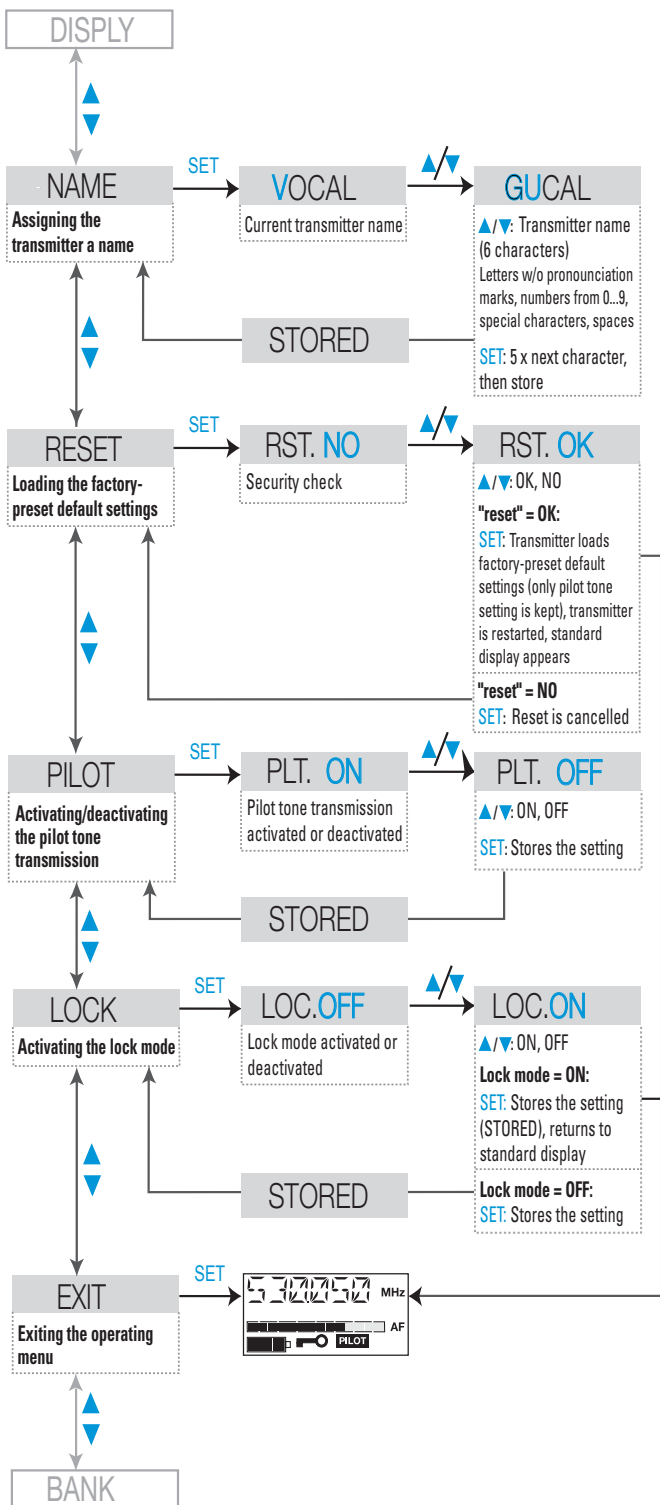 DISPLY
▲
▼
NAME
Assigning the
transmitter a name
SET
VOCAL
Current transmitter name
▲/▼
GUCAL
▲/▼: Transmitter name
(6 characters)
Letters w/o pronounciation
marks, numbers from 0...9,
special characters, spaces
SET: 5 x next character,
then store
STORED
▲
▼
RESET
Loading the factory-
preset default settings
SET
RST. NO
Security check
▲/▼
RST. OK
▲/▼: OK, NO
"reset" = OK:
SET: Transmitter loads
factory-preset default
settings (only pilot tone
setting is kept), transmitter
is restarted, standard
display appears
"reset" = NO
SET: Reset is cancelled
▲
▼
PILOT
Activating/deactivating
the pilot tone
transmission
SET
PLT. ON
Pilot tone transmission
activated or deactivated
▲/▼
PLT. OFF
▲/▼: ON, OFF
SET: Stores the setting
STORED
▲
▼
LOCK
Activating the lock mode
SET
LOC.OFF
Lock mode activated or
deactivated
▲/▼
LOC.ON
▲/▼: ON, OFF
Lock mode = ON:
SET: Stores the setting
(STORED), returns to
standard display
Lock mode = OFF:
SET: Stores the setting
STORED
▲
▼
EXIT
Exiting the operating
menu
SET
530.050 MHz
AF
PILOT
▲
▼
BANK